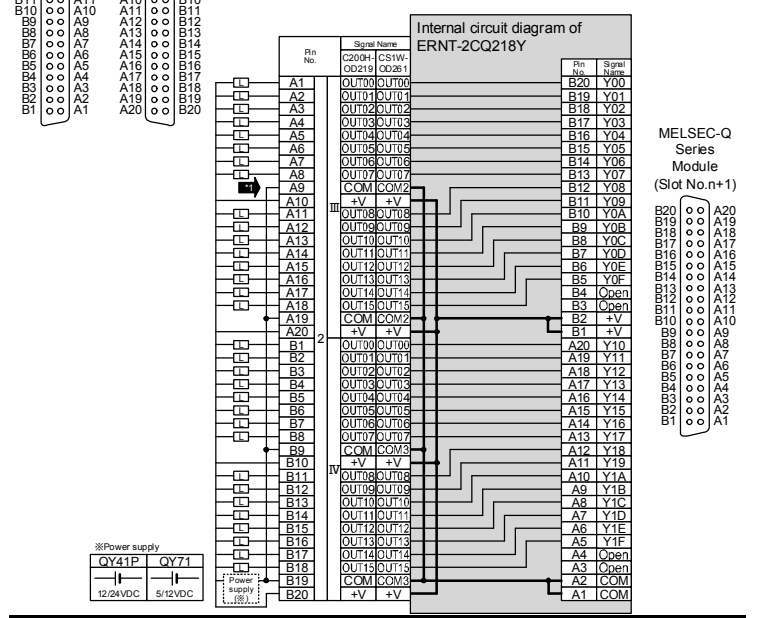 B11 A11 A10 B10
B10 A10 A11 B11
B9 A9 A12 B12
B8 A8 A13 B13
B7 A7 A14 B14
B6 A6 A15 B15
B5 A5 A16 B16
B4 A4 A17 B17
B3 A3 A18 B18
B2 A2 A19 B19
B1 A1 A20 B20
Internal circuit diagram of
ERNT-2CQ218Y
Pin No. Signal Name
C200H-OD219 CS1W-OD261
Pin No. Signal Name
L A1 OUT00 OUT00 B20 Y00
L A2 OUT01 OUT01 B19 Y01
L A3 OUT02 OUT02 B18 Y02
L A4 OUT03 OUT03 B17 Y03
L A5 OUT04 OUT04 B16 Y04
L A6 OUT05 OUT05 B15 Y05
L A7 OUT06 OUT06 B14 Y06
L A8 OUT07 OUT07 B13 Y07
*1 A9 COM COM2 B12 Y08
A10 III +V +V B11 Y09
L A11 OUT08 OUT08 B10 Y0A
L A12 OUT09 OUT09 B9 Y0B
L A13 OUT10 OUT10 B8 Y0C
L A14 OUT11 OUT11 B7 Y0D
L A15 OUT12 OUT12 B6 Y0E
L A16 OUT13 OUT13 B5 Y0F
L A17 OUT14 OUT14 B4 Open
L A18 OUT15 OUT15 B3 Open
A19 COM COM2 B2 +V
A20 2 +V +V B1 +V
L B1 OUT00 OUT00 A20 Y10
L B2 OUT01 OUT01 A19 Y11
L B3 OUT02 OUT02 A18 Y12
L B4 OUT03 OUT03 A17 Y13
L B5 OUT04 OUT04 A16 Y14
L B6 OUT05 OUT05 A15 Y15
L B7 OUT06 OUT06 A14 Y16
L B8 OUT07 OUT07 A13 Y17
B9 COM COM3 A12 Y18
B10 IV +V +V A11 Y19
L B11 OUT08 OUT08 A10 Y1A
L B12 OUT09 OUT09 A9 Y1B
L B13 OUT10 OUT10 A8 Y1C
L B14 OUT11 OUT11 A7 Y1D
L B15 OUT12 OUT12 A6 Y1E
L B16 OUT13 OUT13 A5 Y1F
L B17 OUT14 OUT14 A4 Open
L B18 OUT15 OUT15 A3 Open
B19 COM COM3 A2 COM
B20 +V +V A1 COM
Power
supply
(※)
※Power supply
QY41P QY71
12/24VDC 5/12VDC
MELSEC-Q
Series
Module
(Slot No.n+1)
B20 A20
B19 A19
B18 A18
B17 A17
B16 A16
B15 A15
B14 A14
B13 A13
B12 A12
B11 A11
B10 A10
B9 A9
B8 A8
B7 A7
B6 A6
B5 A5
B4 A4
B3 A3
B2 A2
B1 A1